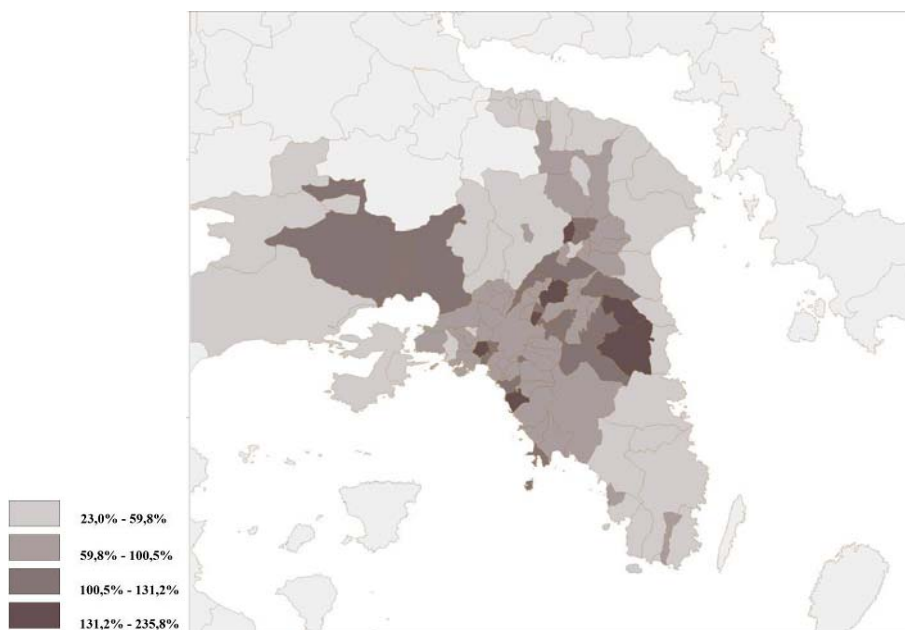 23,0% - 59,8%
59,8% - 100,5%
100,5% - 131,2%
131,2% - 235,8%